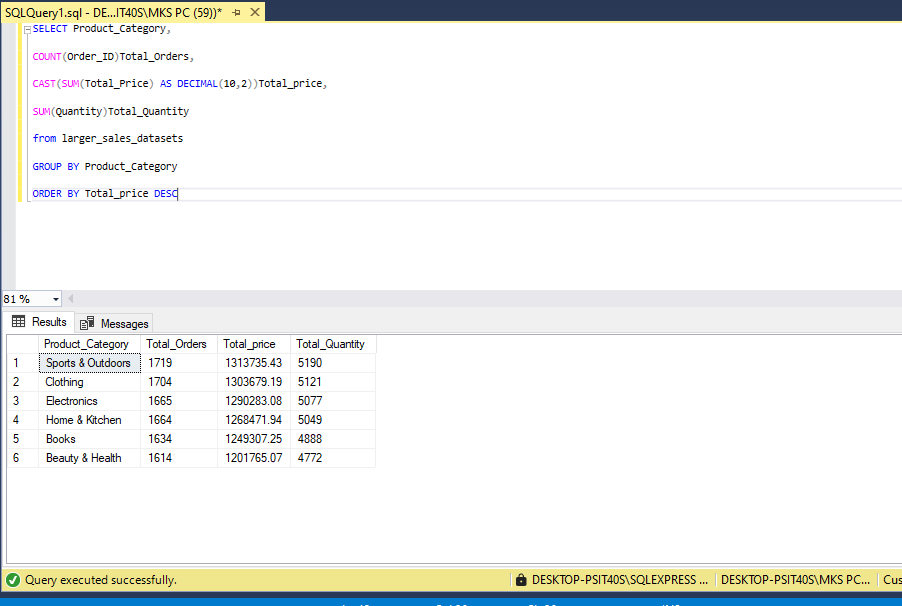 SQLQuery1.sql - DE...IT40S\MKS PC (59))*
SELECT Product_Category,
COUNT(Order_ID)Total_Orders,
CAST(SUM(Total_Price) AS DECIMAL(10,2))Total_price,
SUM(Quantity)Total_Quantity
from larger_sales_datasets
GROUP BY Product_Category
ORDER BY Total_price DESC
81 %
Results Messages
Product_Category Total_Orders Total_price Total_Quantity
1 Sports & Outdoors 1719 1313735.43 5190
2 Clothing 1704 1303679.19 5121
3 Electronics 1665 1290283.08 5077
4 Home & Kitchen 1664 1268471.94 5049
5 Books 1634 1249307.25 4888
6 Beauty & Health 1614 1201765.07 4772
Query executed successfully. DESKTOP-PSIT40S\SQLEXPRESS ... DESKTOP-PSIT40S\MKS PC... Cus